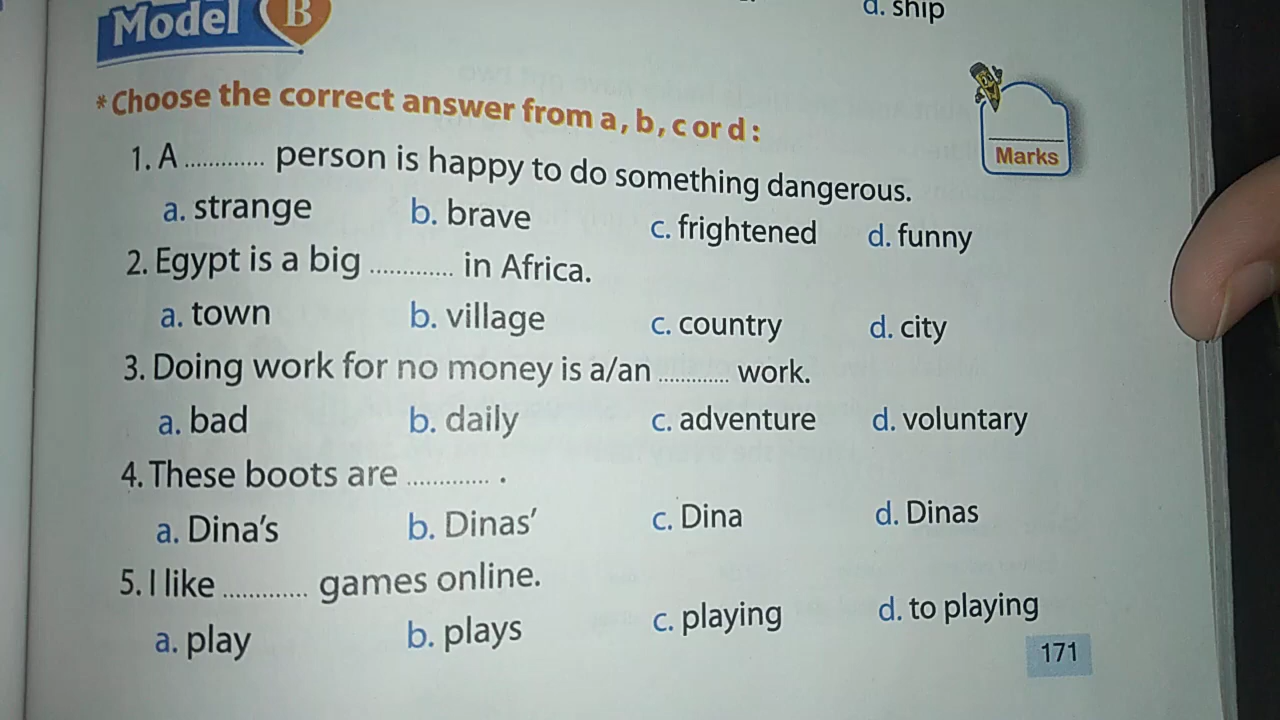 d. ship
Model B
* Choose the correct answer from a, b, c or d :
Marks
1. A ............. person is happy to do something dangerous.
a. strange b. brave c. frightened d. funny
2. Egypt is a big ............. in Africa.
a. town b. village c. country d. city
3. Doing work for no money is a/an ............. work.
a. bad b. daily c. adventure d. voluntary
4. These boots are ............. .
a. Dina's b. Dinas' c. Dina d. Dinas
5. I like ............. games online.
a. play b. plays c. playing d. to playing
171